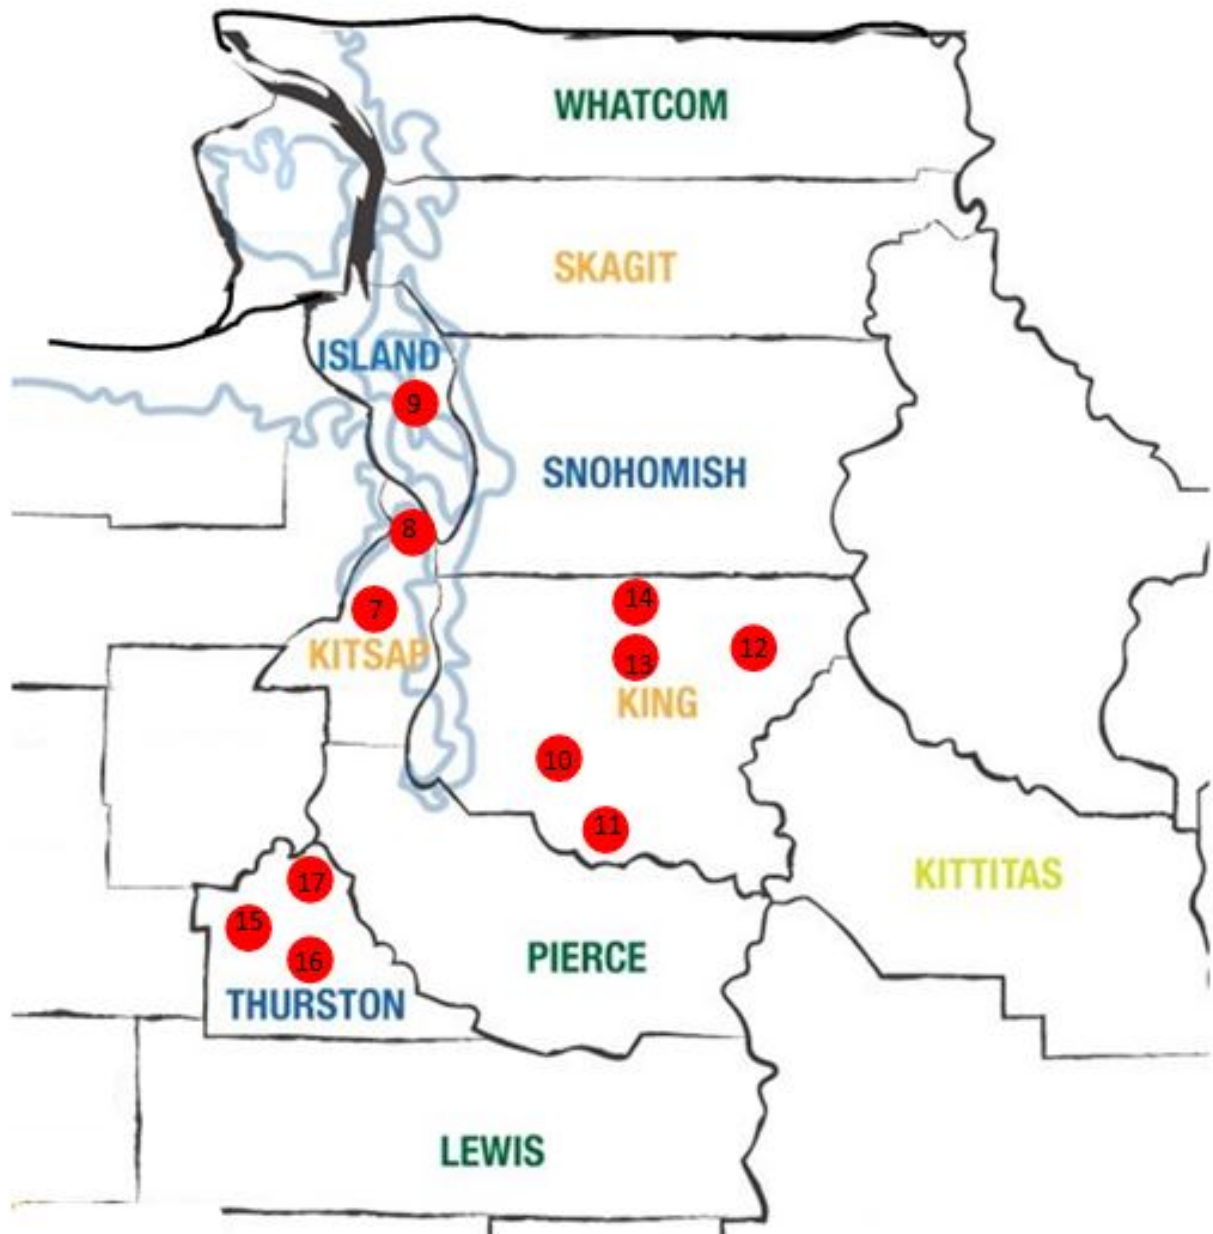 WHATCOM
SKAGIT
ISLAND
9
SNOHOMISH
8
14
7
12
KITSAP
13
KING
10
11
17
KITTITAS
15
16
PIERCE
THURSTON
LEWIS